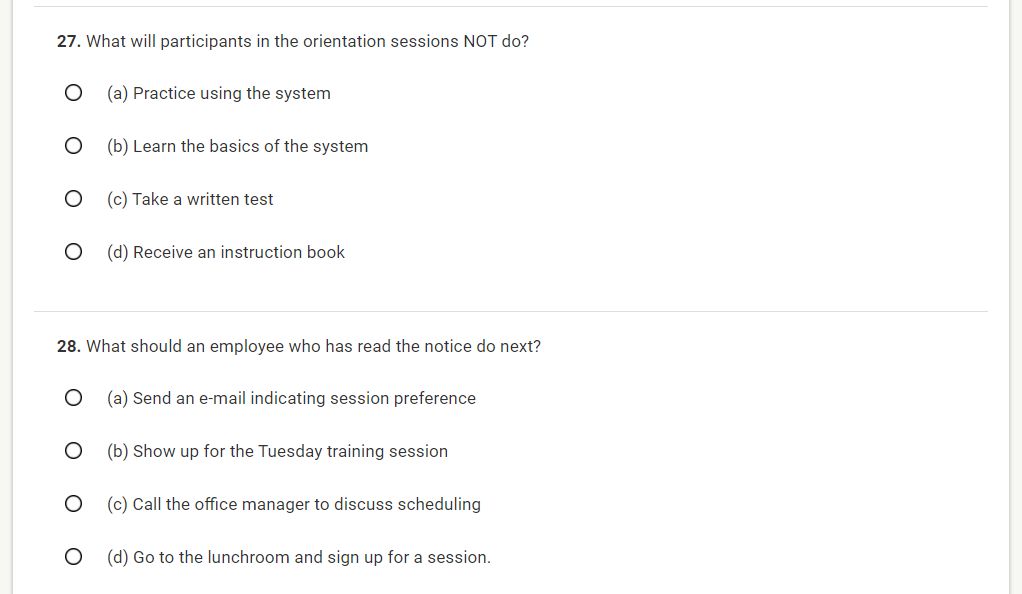 27. What will participants in the orientation sessions NOT do?
(a) Practice using the system
(b) Learn the basics of the system
(c) Take a written test
(d) Receive an instruction book
28. What should an employee who has read the notice do next?
(a) Send an e-mail indicating session preference
(b) Show up for the Tuesday training session
(c) Call the office manager to discuss scheduling
(d) Go to the lunchroom and sign up for a session.